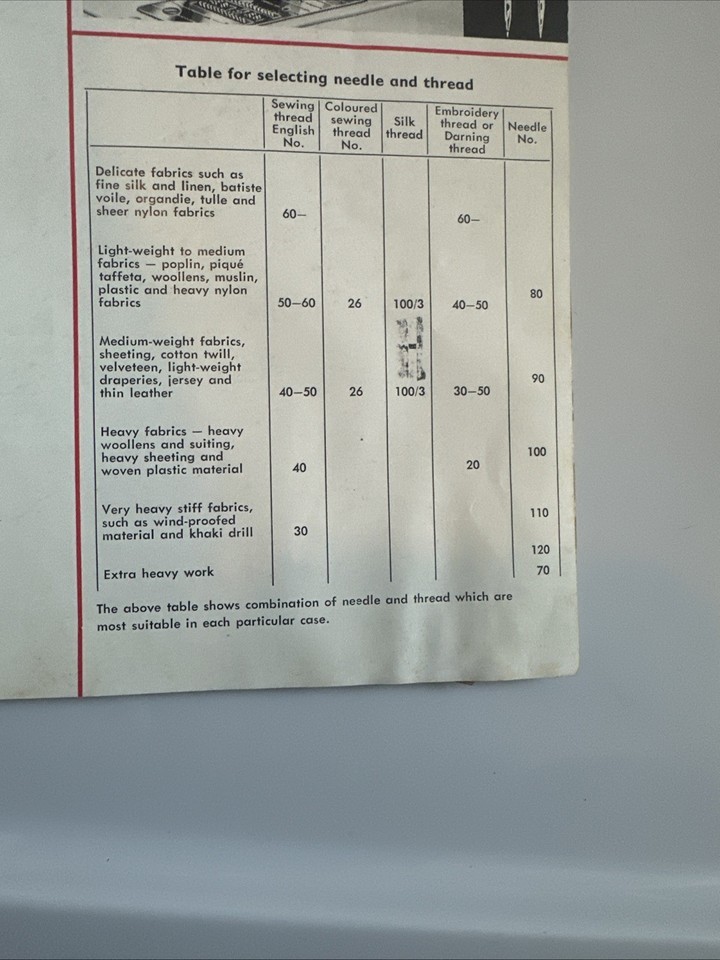 Table for selecting needle and thread
Sewing thread English No. Coloured sewing thread No. Silk thread Embroidery thread or Darning thread Needle No.
Delicate fabrics such as
fine silk and linen, batiste
voile, organdie, tulle and
sheer nylon fabrics 60— 60—
Light-weight to medium
fabrics — poplin, piqué
taffeta, woollens, muslin,
plastic and heavy nylon 80
fabrics 50—60 26 100/3 40—50
Medium-weight fabrics,
sheeting, cotton twill,
velveteen, light-weight
draperies, jersey and 90
thin leather 40—50 26 100/3 30—50
Heavy fabrics — heavy
woollens and suiting, 100
heavy sheeting and
woven plastic material 40 20
Very heavy stiff fabrics, 110
such as wind-proofed
material and khaki drill 30
120
Extra heavy work 70
The above table shows combination of needle and thread which are
most suitable in each particular case.